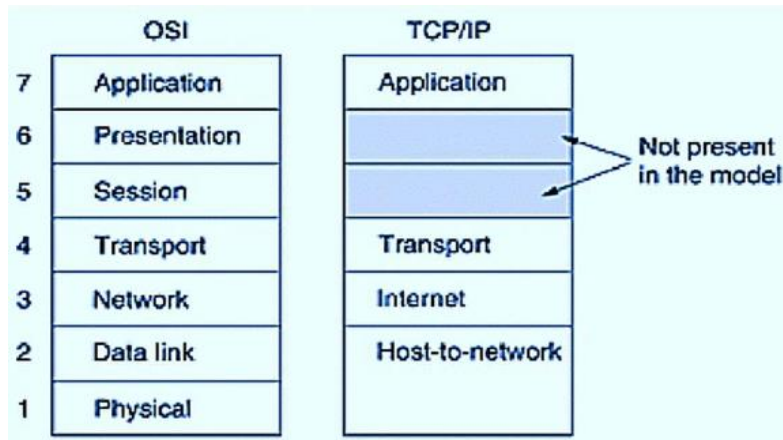 OSI TCP/IP
7 Application Application
6 Presentation
Not present
in the model
5 Session
4 Transport Transport
3 Network Internet
2 Data link Host-to-network
1 Physical